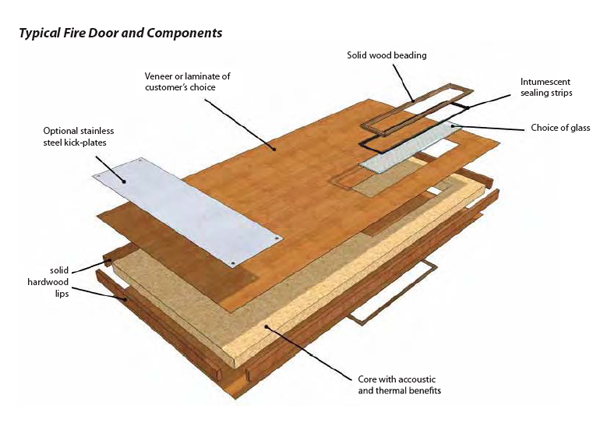 Typical Fire Door and Components
Solid wood beading
Veneer or laminate of
customer's choice
Intumescent
sealing strips
Choice of glass
Optional stainless
steel kick-plates
solid
hardwood
lips
Core with accoustic
and thermal benefits